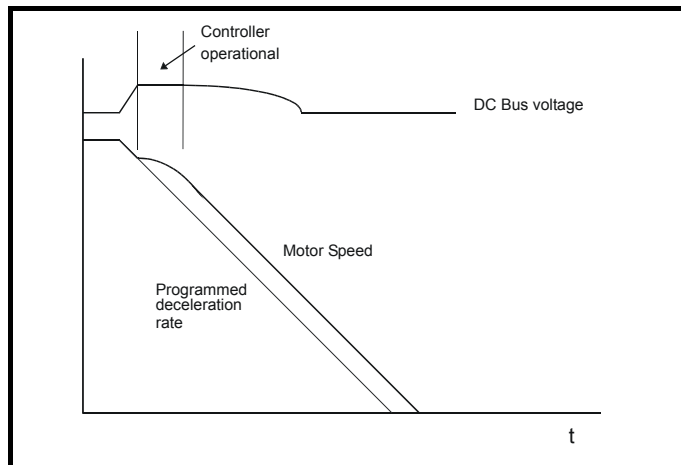 Controller
operational
DC Bus voltage
Motor Speed
Programmed
deceleration
rate
t